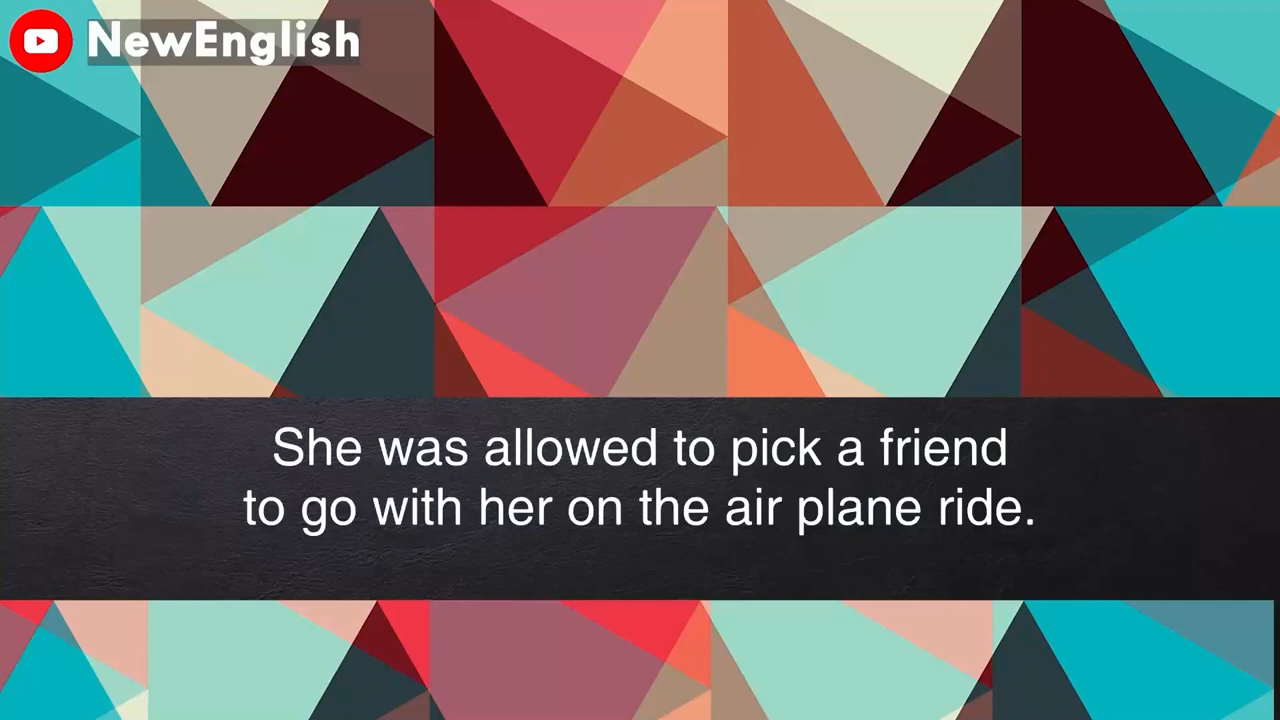 NewEnglish
She was allowed to pick a friend
to go with her on the air plane ride.